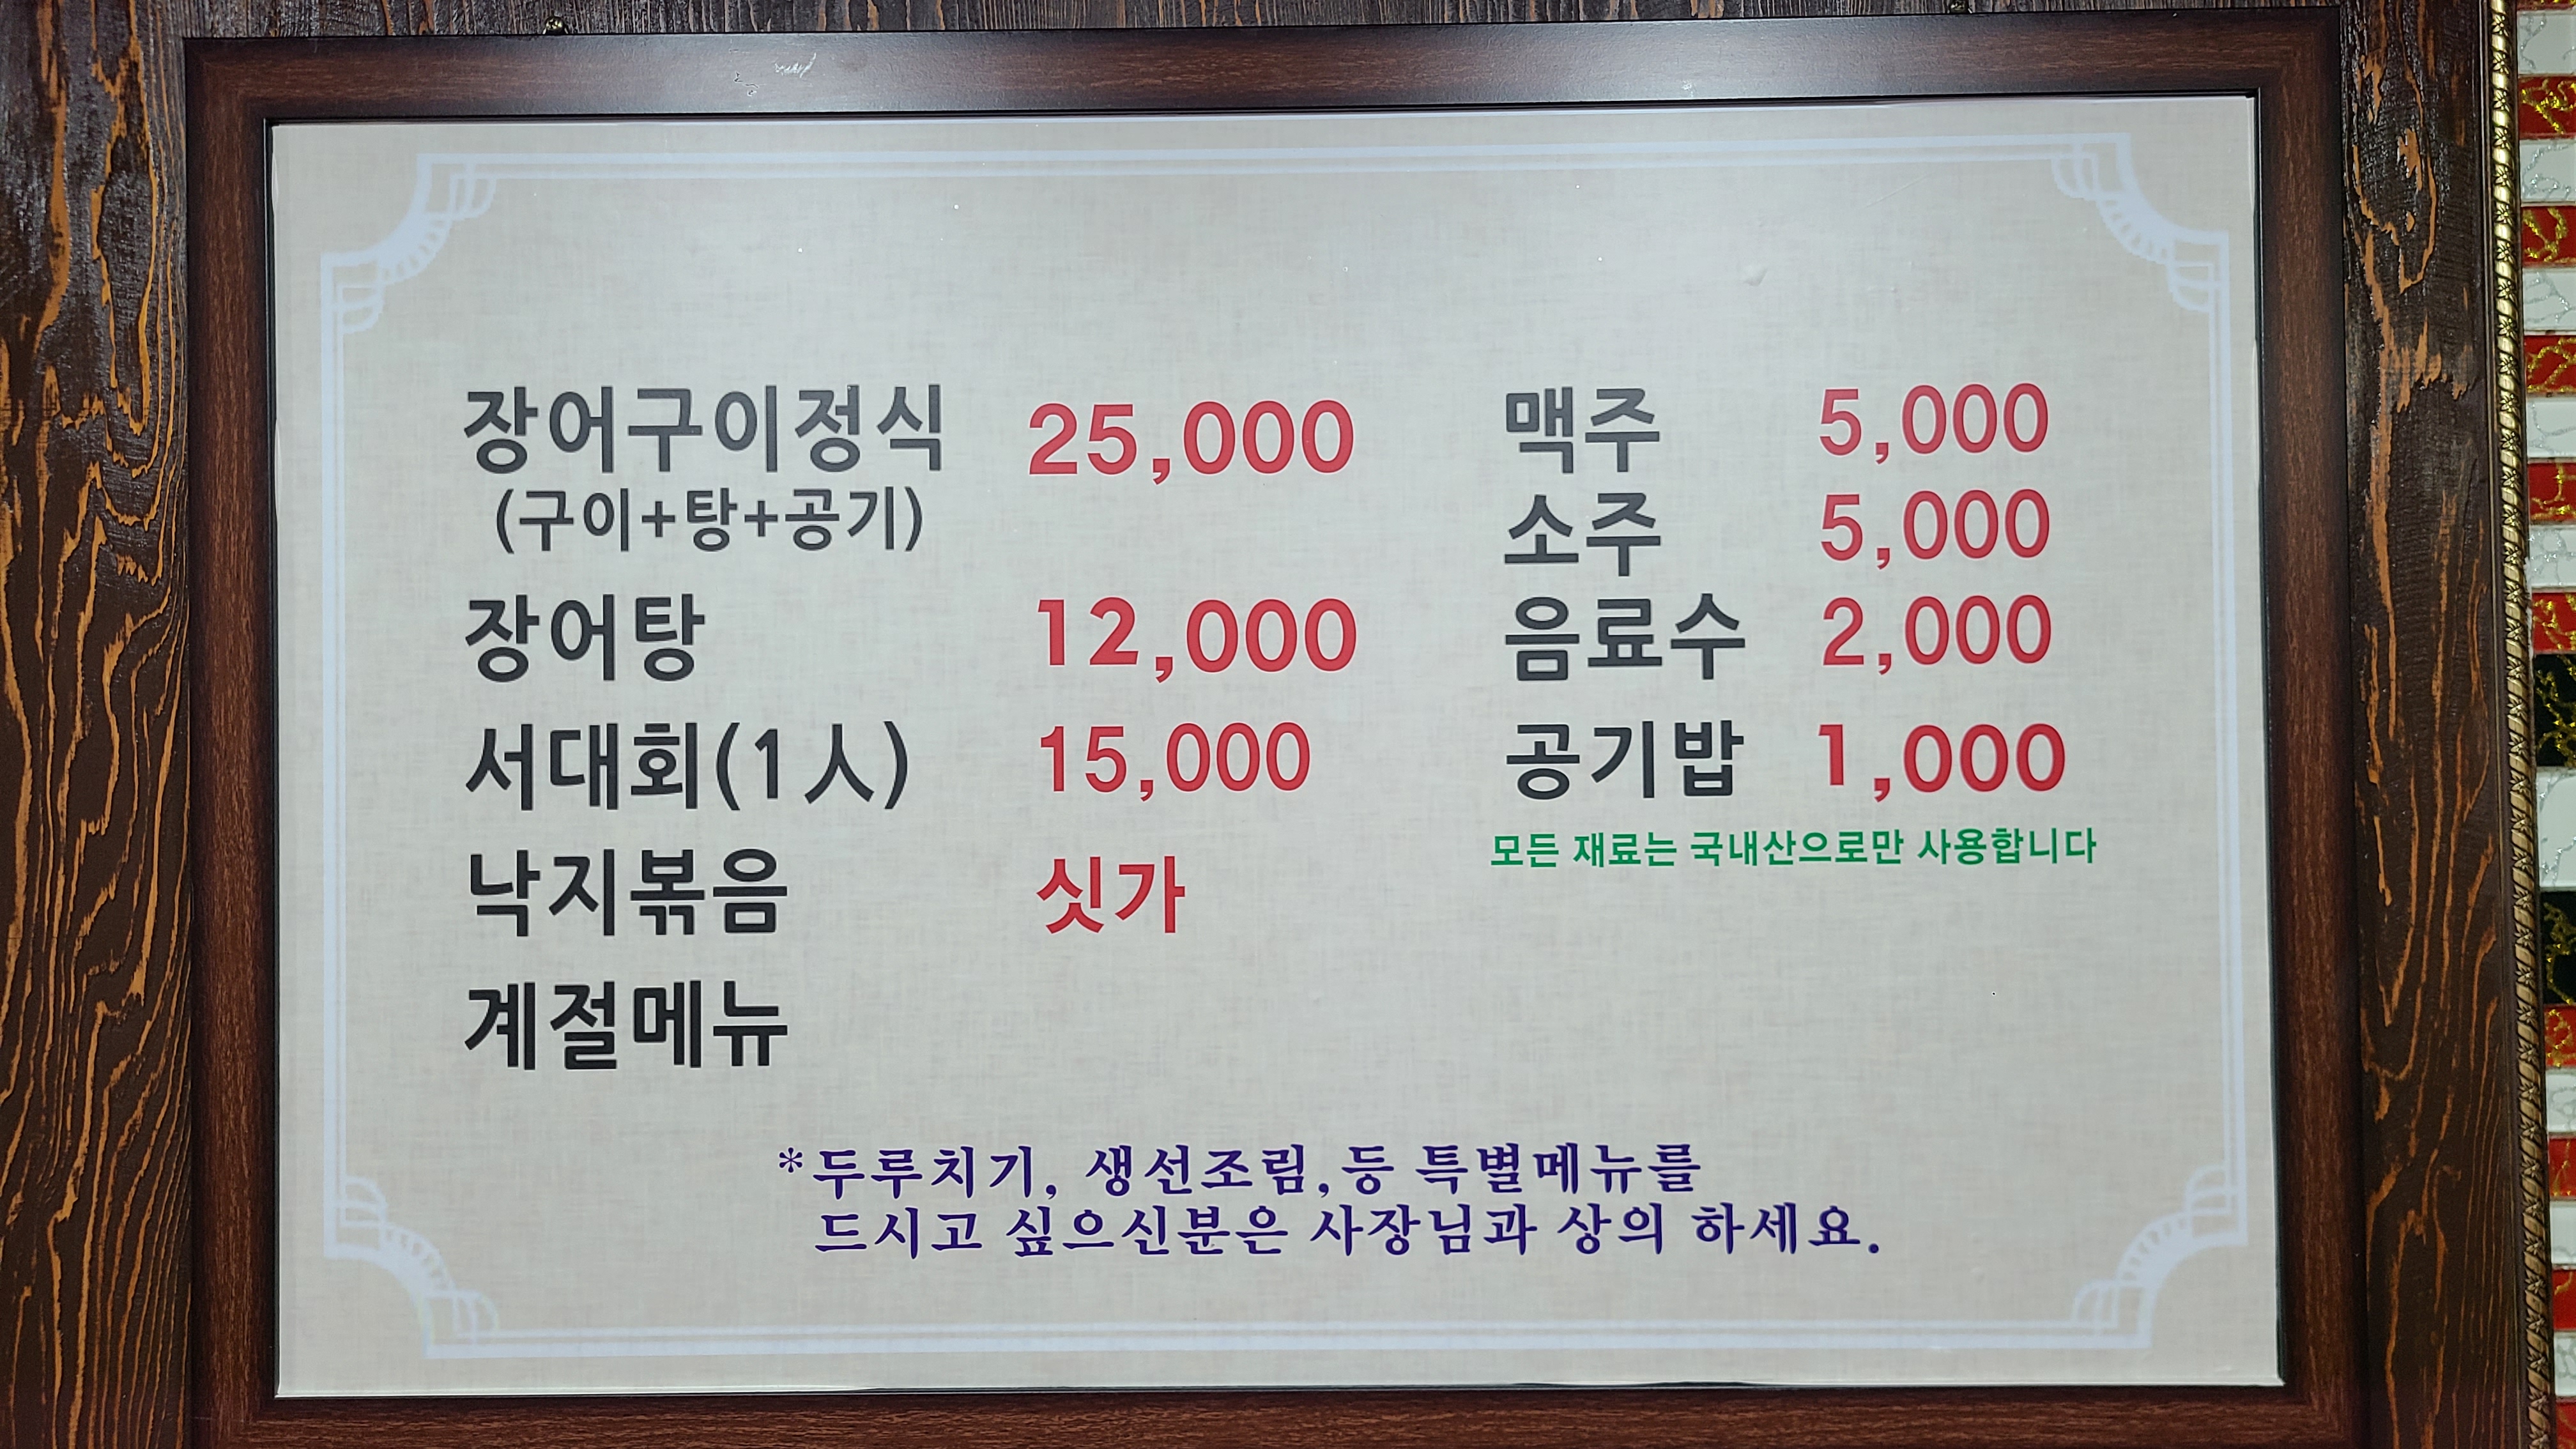 장어구이정식 25,000
(구이+탕+공기)
장어탕 12,000
서대회(1人) 15,000
낙지볶음 싯가
계절메뉴
맥주 5,000
소주 5,000
음료수 2,000
공기밥 1,000
모든 재료는 국내산으로만 사용합니다
*두루치기, 생선조림,등 특별메뉴를
드시고 싶으신분은 사장님과 상의 하세요.